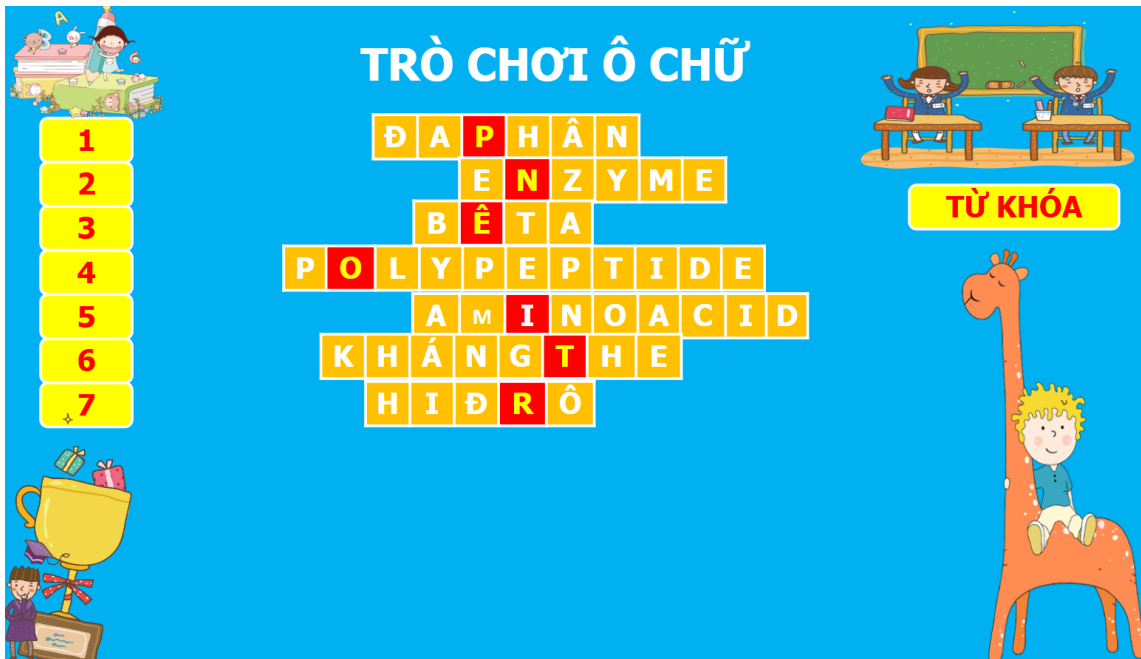 TRÒ CHƠI Ô CHỮ
1
2
3
4
5
6
7
ĐAPHÂN
ENZYME
BÊTA
POLYPEPTIDE
AMINOACID
KHÁNGTHE
HIĐRÔ
TỪ KHÓA
A
B
6